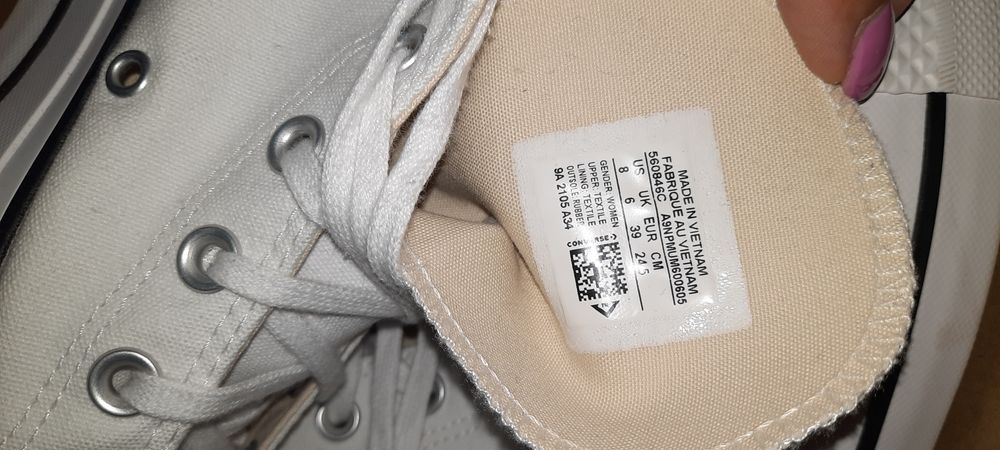 MADE IN VIETNAM
FABRIQUE AU VIETNAM
560846C A9NPMUM600605
US UK EUR CM
8 6 39 24.5
GENDER: WOMEN
UPPER: TEXTILE
LINING: TEXTILE
OUTSOLE: RUBBER
9A 2105 A34
CONVERSE